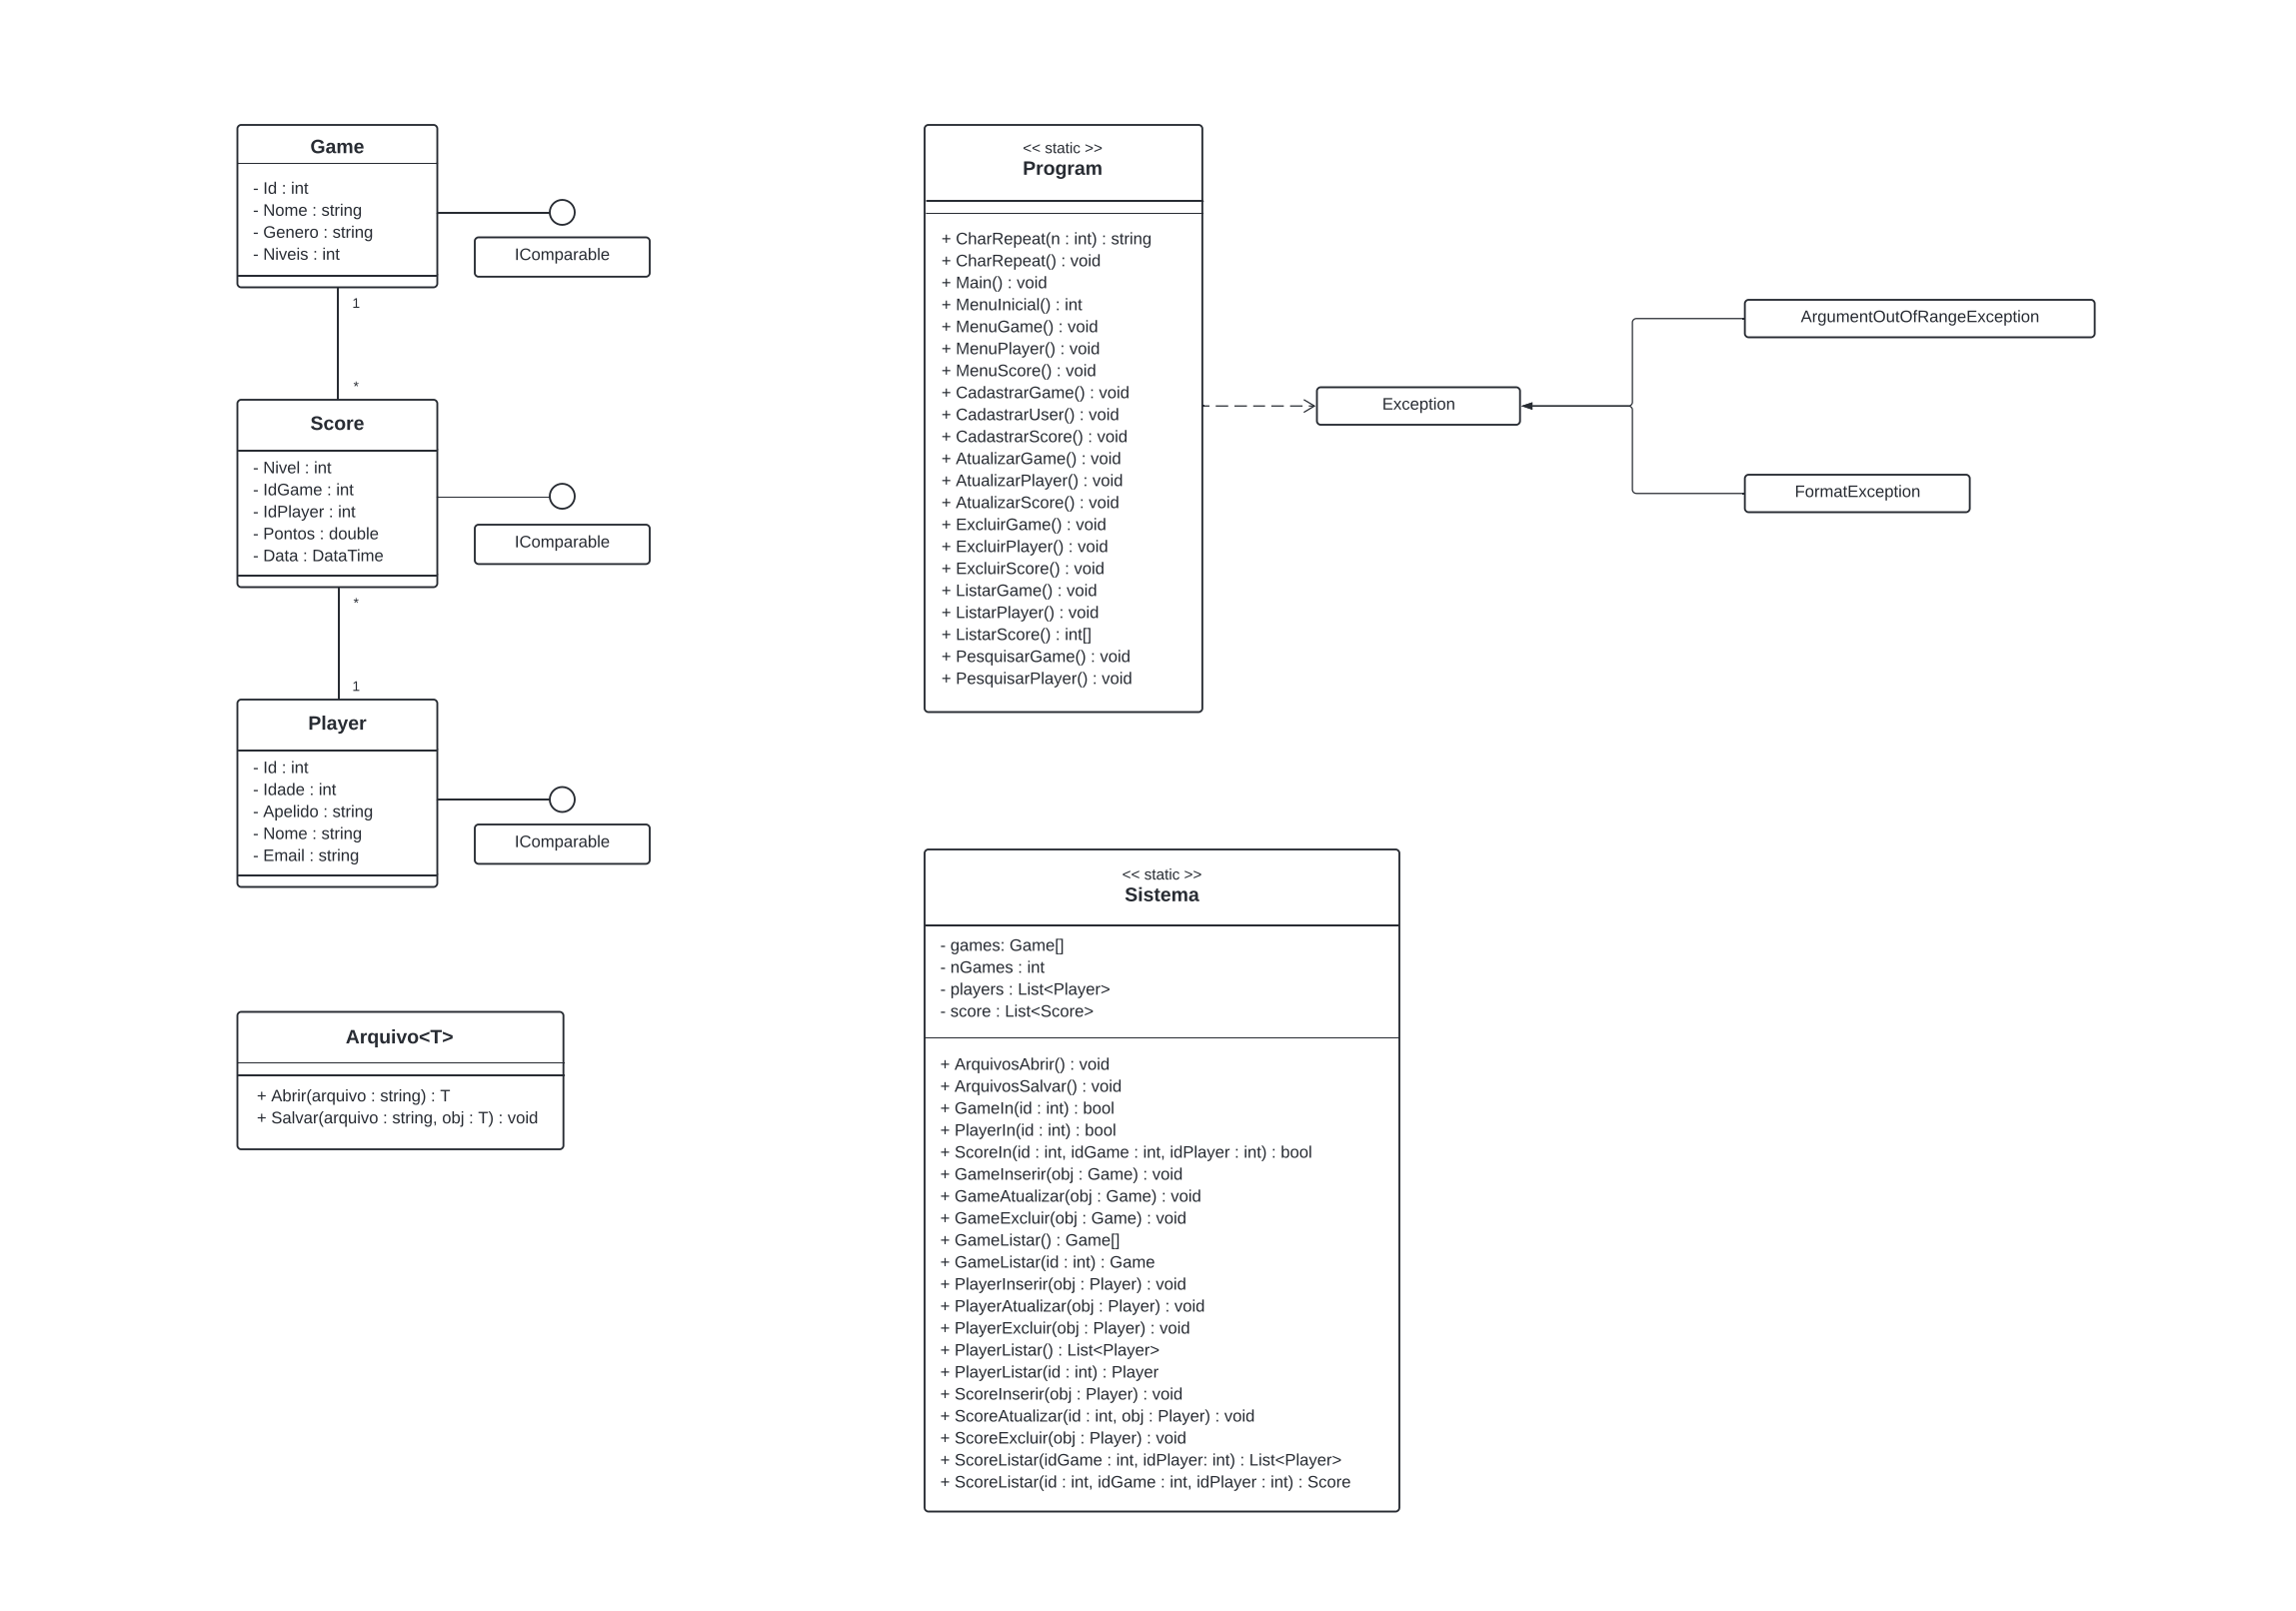 Game
- Id : int
- Nome : string
- Genero : string
- Niveis : int
IComparable
1
*
Score
- Nivel : int
- IdGame : int
- IdPlayer : int
- Pontos : double
- Data : DataTime
IComparable
*
1
Player
- Id : int
- Idade : int
- Apelido : string
- Nome : string
- Email : string
IComparable
Arquivo<T>
+ Abrir(arquivo : string) : T
+ Salvar(arquivo : string, obj : T) : void
<< static >>
Program
+ CharRepeat(n : int) : string
+ CharRepeat() : void
+ Main() : void
+ MenuInicial() : int
+ MenuGame() : void
+ MenuPlayer() : void
+ MenuScore() : void
+ CadastrarGame() : void
+ CadastrarUser() : void
+ CadastrarScore() : void
+ AtualizarGame() : void
+ AtualizarPlayer() : void
+ AtualizarScore() : void
+ ExcluirGame() : void
+ ExcluirPlayer() : void
+ ExcluirScore() : void
+ ListarGame() : void
+ ListarPlayer() : void
+ ListarScore() : int[]
+ PesquisarGame() : void
+ PesquisarPlayer() : void
Exception
ArgumentOutOfRangeException
FormatException
<< static >>
Sistema
- games: Game[]
- nGames : int
- players : List<Player>
- score : List<Score>
+ ArquivosAbrir() : void
+ ArquivosSalvar() : void
+ GameIn(id : int) : bool
+ PlayerIn(id : int) : bool
+ ScoreIn(id : int, idGame : int, idPlayer : int) : bool
+ GameInserir(obj : Game) : void
+ GameAtualizar(obj : Game) : void
+ GameExcluir(obj : Game) : void
+ GameListar() : Game[]
+ GameListar(id : int) : Game
+ PlayerInserir(obj : Player) : void
+ PlayerAtualizar(obj : Player) : void
+ PlayerExcluir(obj : Player) : void
+ PlayerListar() : List<Player>
+ PlayerListar(id : int) : Player
+ ScoreInserir(obj : Player) : void
+ ScoreAtualizar(id : int, obj : Player) : void
+ ScoreExcluir(obj : Player) : void
+ ScoreListar(idGame : int, idPlayer: int) : List<Player>
+ ScoreListar(id : int, idGame : int, idPlayer : int) : Score